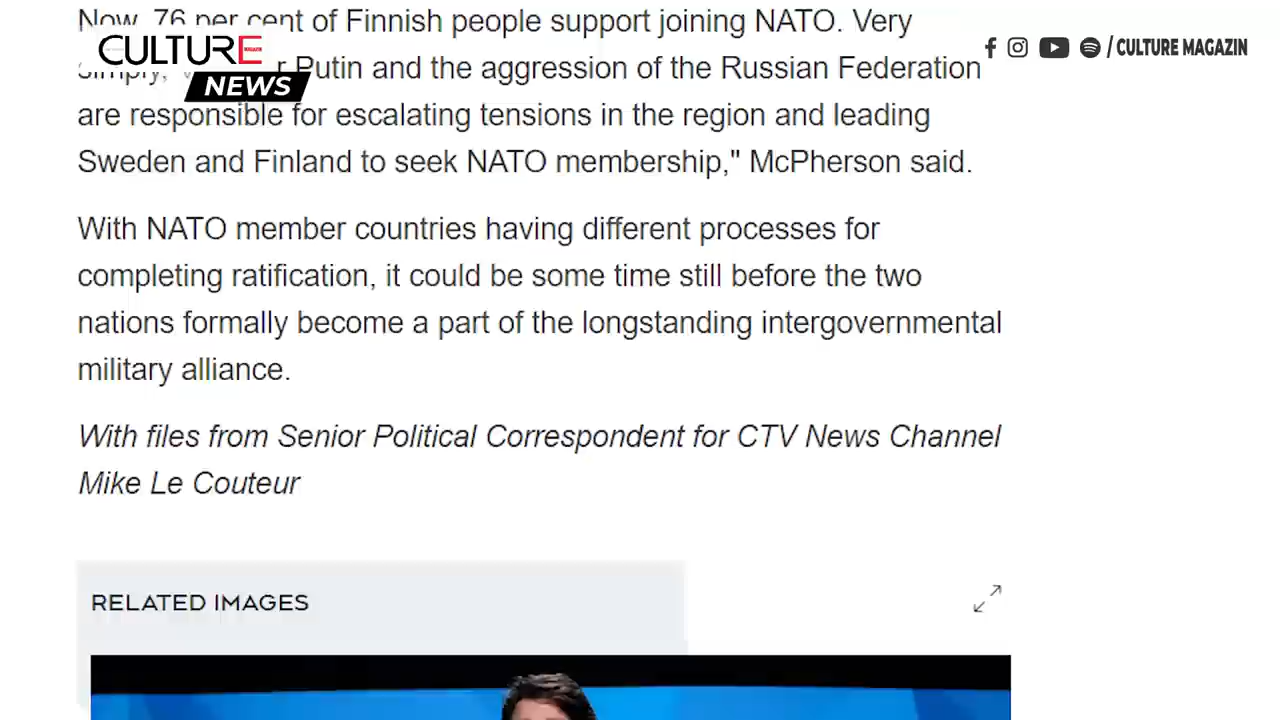 Now, 76 per cent of Finnish people support joining NATO. Very
CULTURE
NEWS
/ CULTURE MAGAZIN
Putin and the aggression of the Russian Federation
are responsible for escalating tensions in the region and leading
Sweden and Finland to seek NATO membership," McPherson said.
With NATO member countries having different processes for
completing ratification, it could be some time still before the two
nations formally become a part of the longstanding intergovernmental
military alliance.
With files from Senior Political Correspondent for CTV News Channel
Mike Le Couteur
RELATED IMAGES